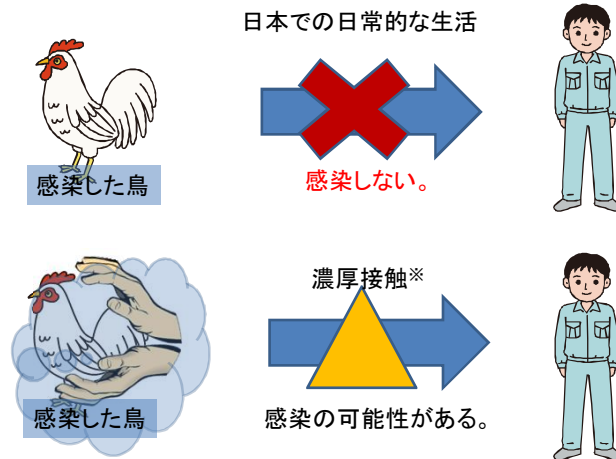 日本での日常的な生活
感染した鳥
感染しない。
濃厚接触※
感染した鳥
感染の可能性がある。